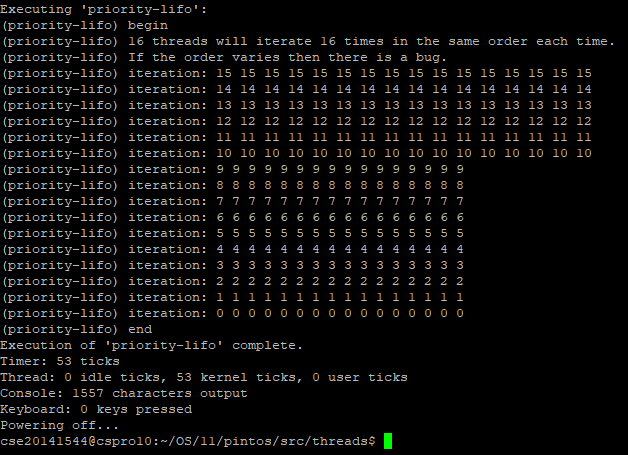 Executing 'priority-lifo':
(priority-lifo) begin
(priority-lifo) 16 threads will iterate 16 times in the same order each time.
(priority-lifo) If the order varies then there is a bug.
(priority-lifo) iteration: 15 15 15 15 15 15 15 15 15 15 15 15 15 15 15 15
(priority-lifo) iteration: 14 14 14 14 14 14 14 14 14 14 14 14 14 14 14 14
(priority-lifo) iteration: 13 13 13 13 13 13 13 13 13 13 13 13 13 13 13 13
(priority-lifo) iteration: 12 12 12 12 12 12 12 12 12 12 12 12 12 12 12 12
(priority-lifo) iteration: 11 11 11 11 11 11 11 11 11 11 11 11 11 11 11 11
(priority-lifo) iteration: 10 10 10 10 10 10 10 10 10 10 10 10 10 10 10 10
(priority-lifo) iteration: 9 9 9 9 9 9 9 9 9 9 9 9 9 9 9 9
(priority-lifo) iteration: 8 8 8 8 8 8 8 8 8 8 8 8 8 8 8 8
(priority-lifo) iteration: 7 7 7 7 7 7 7 7 7 7 7 7 7 7 7 7
(priority-lifo) iteration: 6 6 6 6 6 6 6 6 6 6 6 6 6 6 6 6
(priority-lifo) iteration: 5 5 5 5 5 5 5 5 5 5 5 5 5 5 5 5
(priority-lifo) iteration: 4 4 4 4 4 4 4 4 4 4 4 4 4 4 4 4
(priority-lifo) iteration: 3 3 3 3 3 3 3 3 3 3 3 3 3 3 3 3
(priority-lifo) iteration: 2 2 2 2 2 2 2 2 2 2 2 2 2 2 2 2
(priority-lifo) iteration: 1 1 1 1 1 1 1 1 1 1 1 1 1 1 1 1
(priority-lifo) iteration: 0 0 0 0 0 0 0 0 0 0 0 0 0 0 0 0
(priority-lifo) end
Execution of 'priority-lifo' complete.
Timer: 53 ticks
Thread: 0 idle ticks, 53 kernel ticks, 0 user ticks
Console: 1557 characters output
Keyboard: 0 keys pressed
Powering off...
cse20141544@cspro10:~/OS/11/pintos/src/threads$